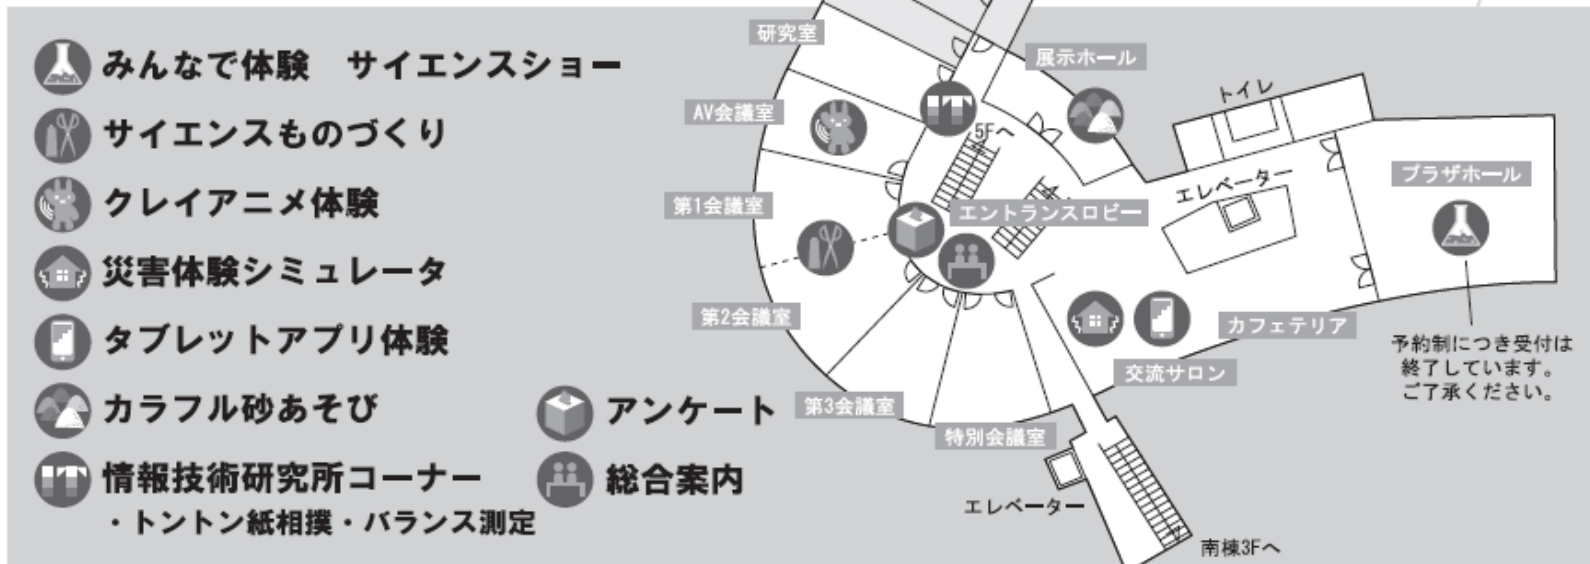 みんなで体験　サイエンスショー
サイエンスものづくり
クレイアニメ体験
災害体験シミュレータ
タブレットアプリ体験
カラフル砂あそび
情報技術研究所コーナー
・トントン紙相撲・バランス測定
アンケート
総合案内
研究室
展示ホール
AV会議室
トイレ
5Fへ
エレベーター
プラザホール
第1会議室
エントランスロビー
第2会議室
カフェテリア
交流サロン
予約制につき受付は
終了しています。
ご了承ください。
第3会議室
特別会議室
エレベーター
南棟3Fへ